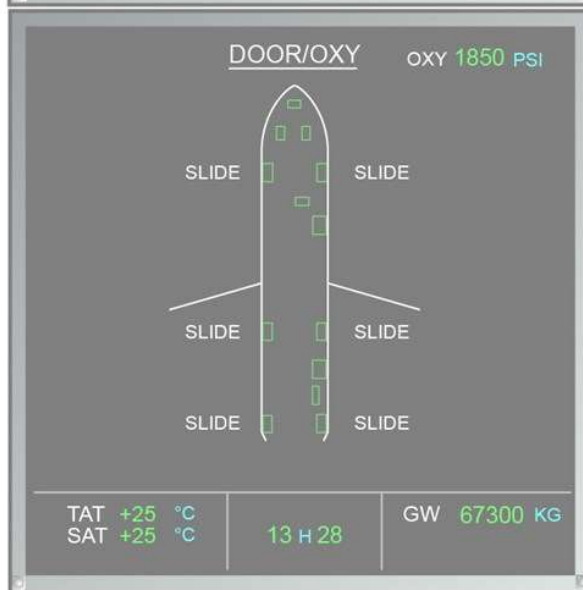 DOOR/OXY OXY 1850 PSI
SLIDE SLIDE
SLIDE SLIDE
SLIDE SLIDE
TAT +25 °C
SAT +25 °C
13 H 28
GW 67300 KG